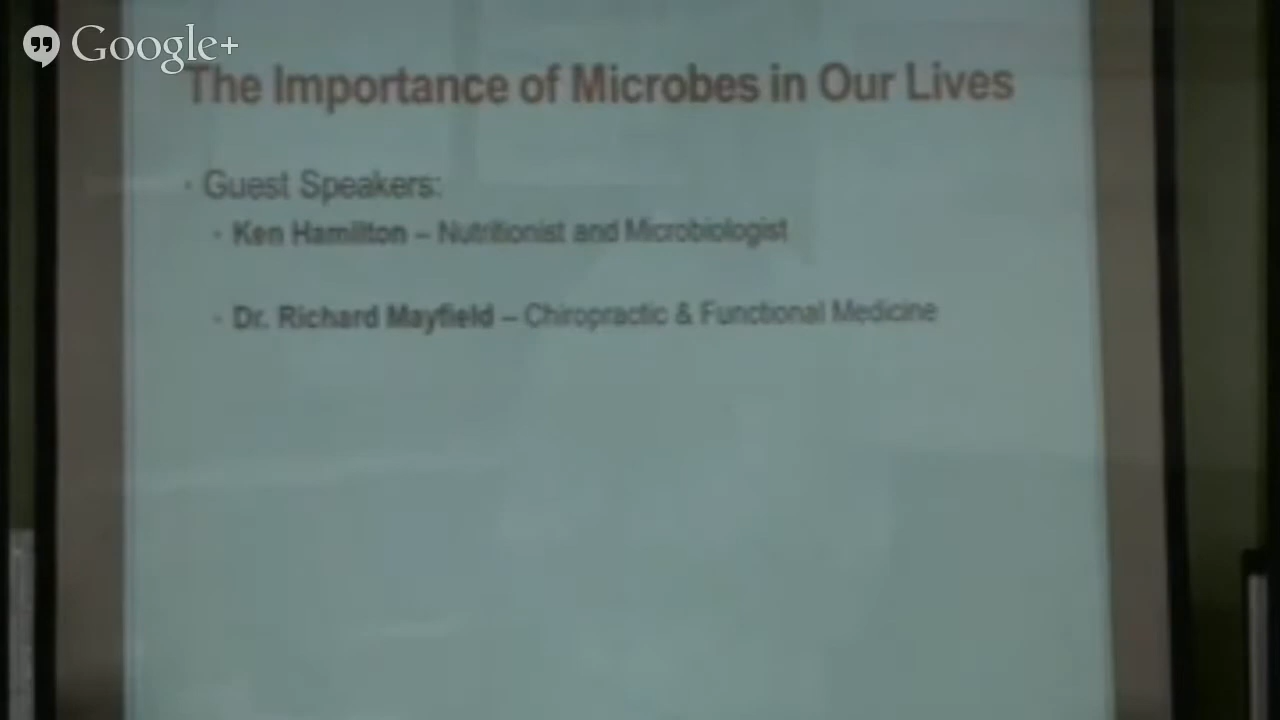 Google+
The Importance of Microbes in Our Lives
· Guest Speakers:
· Ken Hamilton – Nutritionist and Microbiologist
· Dr. Richard Mayfield – Chiropractic & Functional Medicine